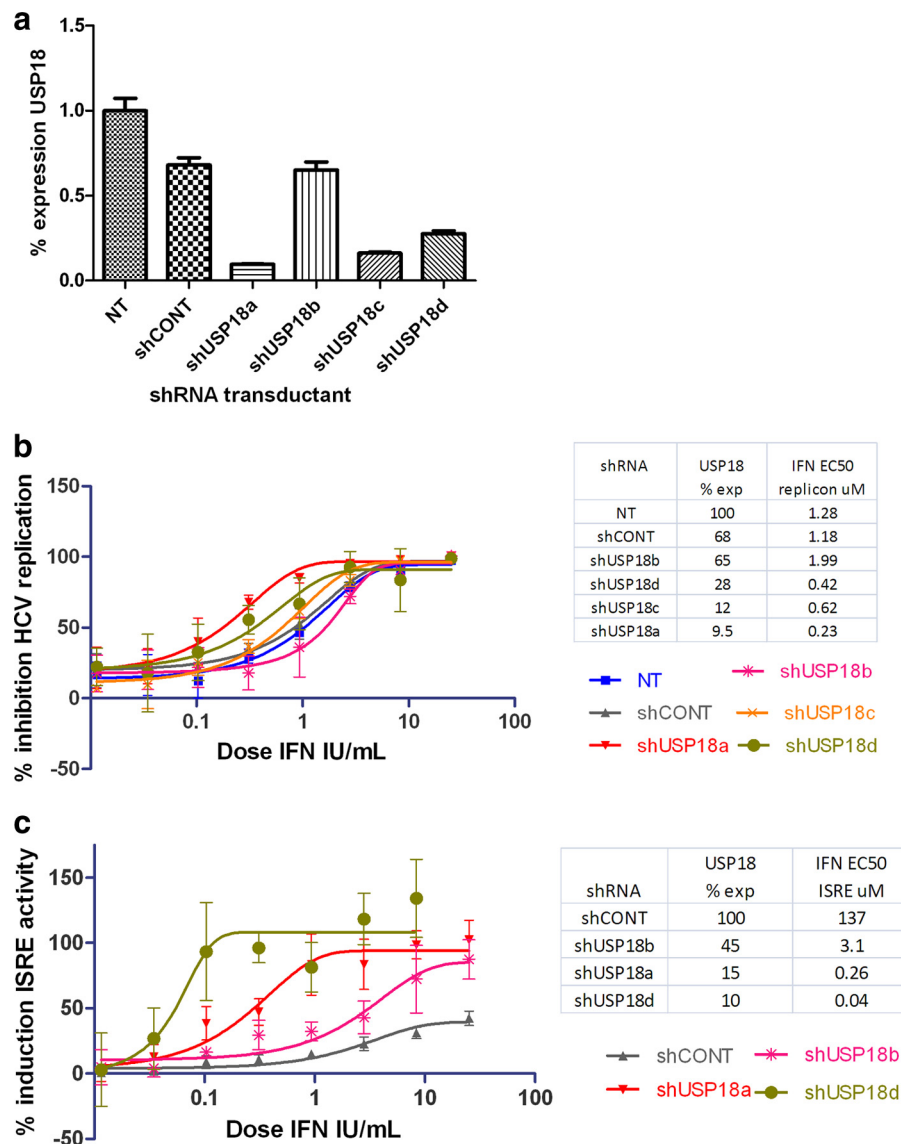 a
% expression USP18
1.5
1.0
0.5
0.0
NT
shCONT
shUSP18a
shUSP18b
shUSP18c
shUSP18d
shRNA transductant
b
% inhibition HCV replication
150
100
50
0
-50
0.1
1
10
100
Dose IFN IU/mL
shRNA USP18 % exp IFN EC50 replicon uM
NT 100 1.28
shCONT 68 1.18
shUSP18b 65 1.99
shUSP18d 28 0.42
shUSP18c 12 0.62
shUSP18a 9.5 0.23
NT shUSP18b
shCONT shUSP18c
shUSP18a shUSP18d
c
% induction ISRE activity
150
100
50
0
-50
0.1
1
10
100
Dose IFN IU/mL
shRNA USP18 % exp IFN EC50 ISRE uM
shCONT 100 137
shUSP18b 45 3.1
shUSP18a 15 0.26
shUSP18d 10 0.04
shCONT shUSP18b
shUSP18a shUSP18d